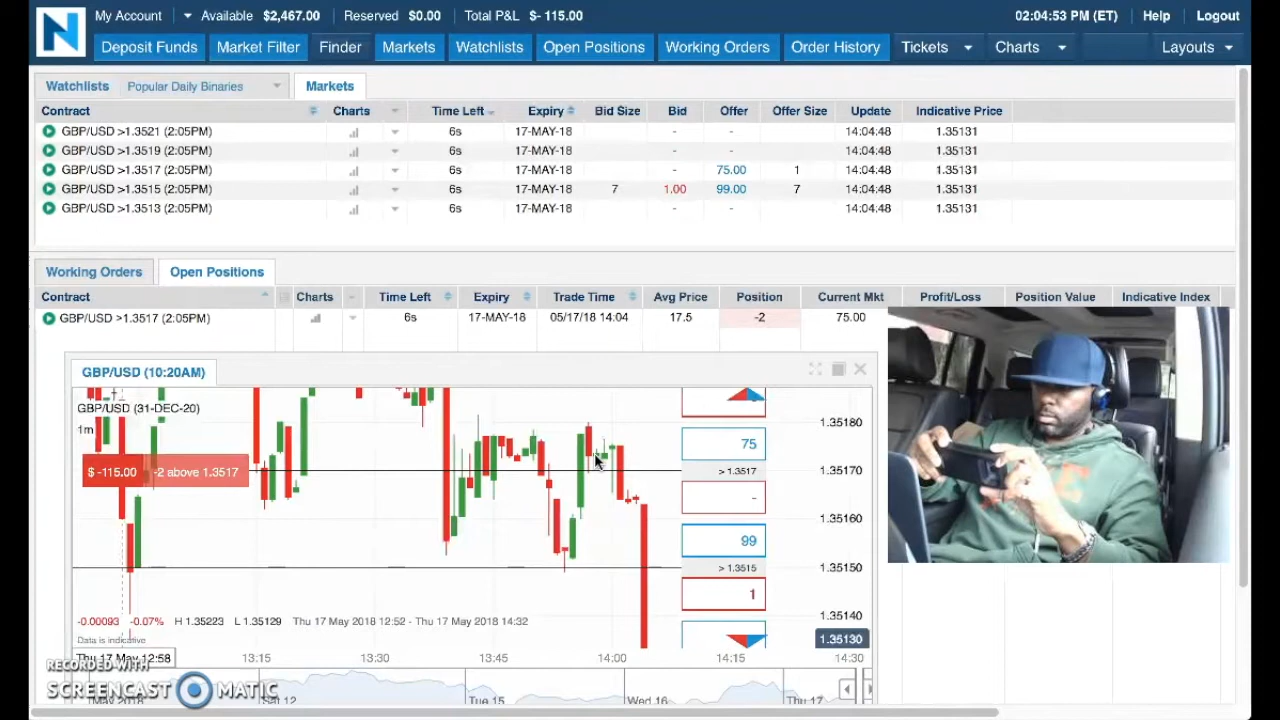 N My Account Available $2,467.00 Reserved $0.00 Total P&L $- 115.00 02:04:53 PM (ET) Help Logout
Deposit Funds Market Filter Finder Markets Watchlists Open Positions Working Orders Order History Tickets Charts Layouts
Watchlists Popular Daily Binaries Markets
Contract Charts Time Left Expiry Bid Size Bid Offer Offer Size Update Indicative Price
GBP/USD >1.3521 (2:05PM) 6s 17-MAY-18 - - 14:04:48 1.35131
GBP/USD >1.3519 (2:05PM) 6s 17-MAY-18 - - 14:04:48 1.35131
GBP/USD >1.3517 (2:05PM) 6s 17-MAY-18 75.00 1 14:04:48 1.35131
GBP/USD >1.3515 (2:05PM) 6s 17-MAY-18 7 1.00 99.00 7 14:04:48 1.35131
GBP/USD >1.3513 (2:05PM) 6s 17-MAY-18 - - 14:04:48 1.35131
Working Orders Open Positions
Contract Charts Time Left Expiry Trade Time Avg Price Position Current Mkt Profit/Loss Position Value Indicative Index
GBP/USD >1.3517 (2:05PM) 6s 17-MAY-18 05/17/18 14:04 17.5 -2 75.00
GBP/USD (10:20AM)
GBP/USD (31-DEC-20)
1m
1.35180
75
$ -115.00 -2 above 1.3517 > 1.3517 1.35170
-
1.35160
99
> 1.3515 1.35150
1
1.35140
-0.00093 -0.07% H 1.35223 L 1.35129 Thu 17 May 2018 12:52 - Thu 17 May 2018 14:32
Data is indicative 1.35130
Thu 17 May 12:58 13:15 13:30 13:45 14:00 14:15 14:30
RECORDED WITH
SCREENCAST MATIC
May 2018 Sat 12 Tue 15 Wed 16 Thu 17